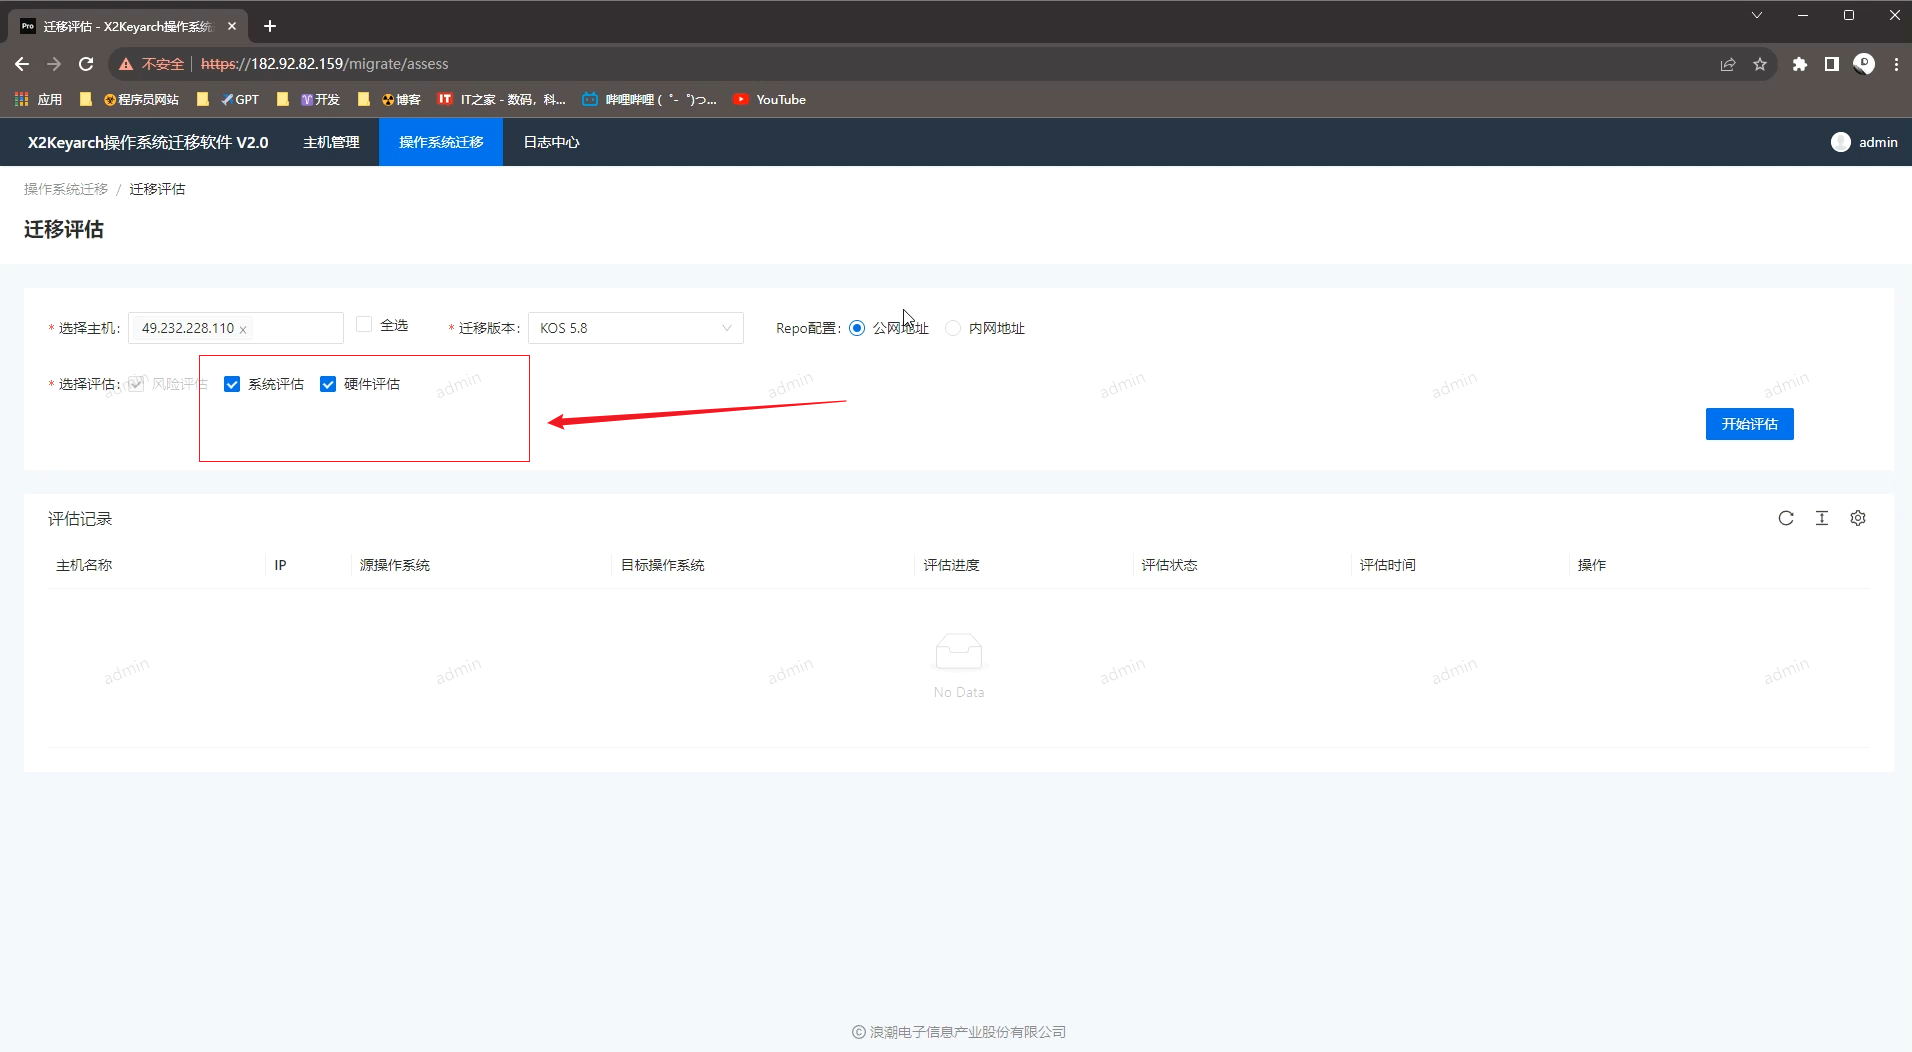 迁移评估 - X2Keyarch操作系统
不安全 https://182.92.82.159/migrate/assess
应用 程序员网站 GPT 开发 博客 IT IT之家 - 数码，科... 哔哩哔哩 ( ゜- ゜)つ... YouTube
X2Keyarch操作系统迁移软件 V2.0 主机管理 操作系统迁移 日志中心 admin
操作系统迁移 / 迁移评估
迁移评估
* 选择主机： 49.232.228.110 × 全选 * 迁移版本： KOS 5.8 Repo配置： 公网地址 内网地址
* 选择评估： 风险评估 系统评估 硬件评估
admin admin admin admin admin admin
开始评估
评估记录
主机名称 IP 源操作系统 目标操作系统 评估进度 评估状态 评估时间 操作
admin admin admin admin admin admin
No Data
© 浪潮电子信息产业股份有限公司